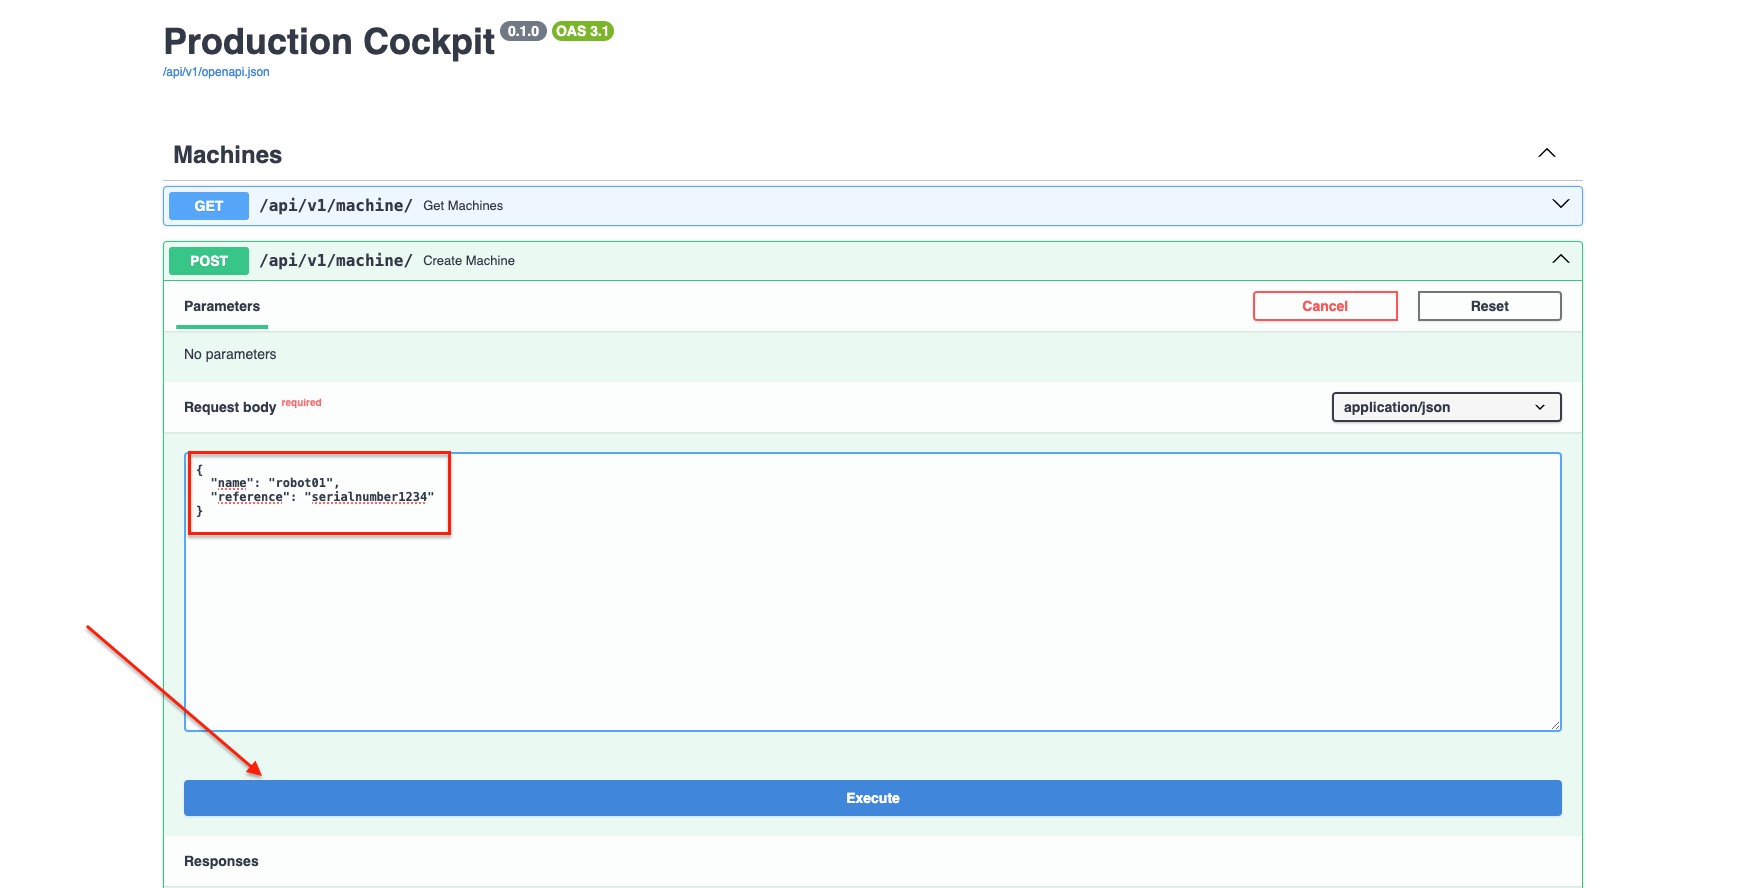 Production Cockpit 0.1.0 OAS 3.1
/api/v1/openapi.json
Machines
GET /api/v1/machine/ Get Machines
POST /api/v1/machine/ Create Machine
Parameters Cancel Reset
No parameters
Request body required application/json
{
"name": "robot01",
"reference": "serialnumber1234"
}
Execute
Responses